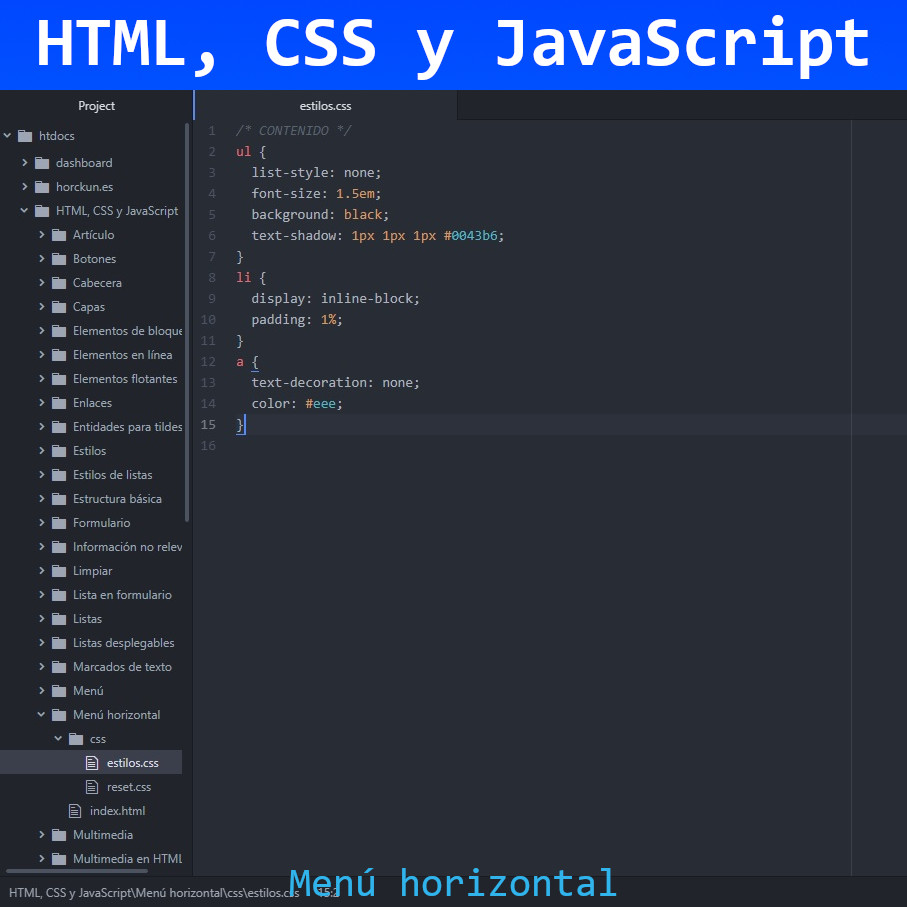 HTML, CSS y JavaScript
Project
htdocs
dashboard
horckun.es
HTML, CSS y JavaScript
Artículo
Botones
Cabecera
Capas
Elementos de bloque
Elementos en línea
Elementos flotantes
Enlaces
Entidades para tildes
Estilos
Estilos de listas
Estructura básica
Formulario
Información no relev
Limpiar
Lista en formulario
Listas
Listas desplegables
Marcados de texto
Menú
Menú horizontal
css
estilos.css
reset.css
index.html
Multimedia
Multimedia en HTML
estilos.css
1 /* CONTENIDO */
2 ul {
3 list-style: none;
4 font-size: 1.5em;
5 background: black;
6 text-shadow: 1px 1px 1px #0043b6;
7 }
8 li {
9 display: inline-block;
10 padding: 1%;
11 }
12 a {
13 text-decoration: none;
14 color: #eee;
15 }
16
HTML, CSS y JavaScript\Menú horizontal\css\estilos.css 15:2
Menú horizontal